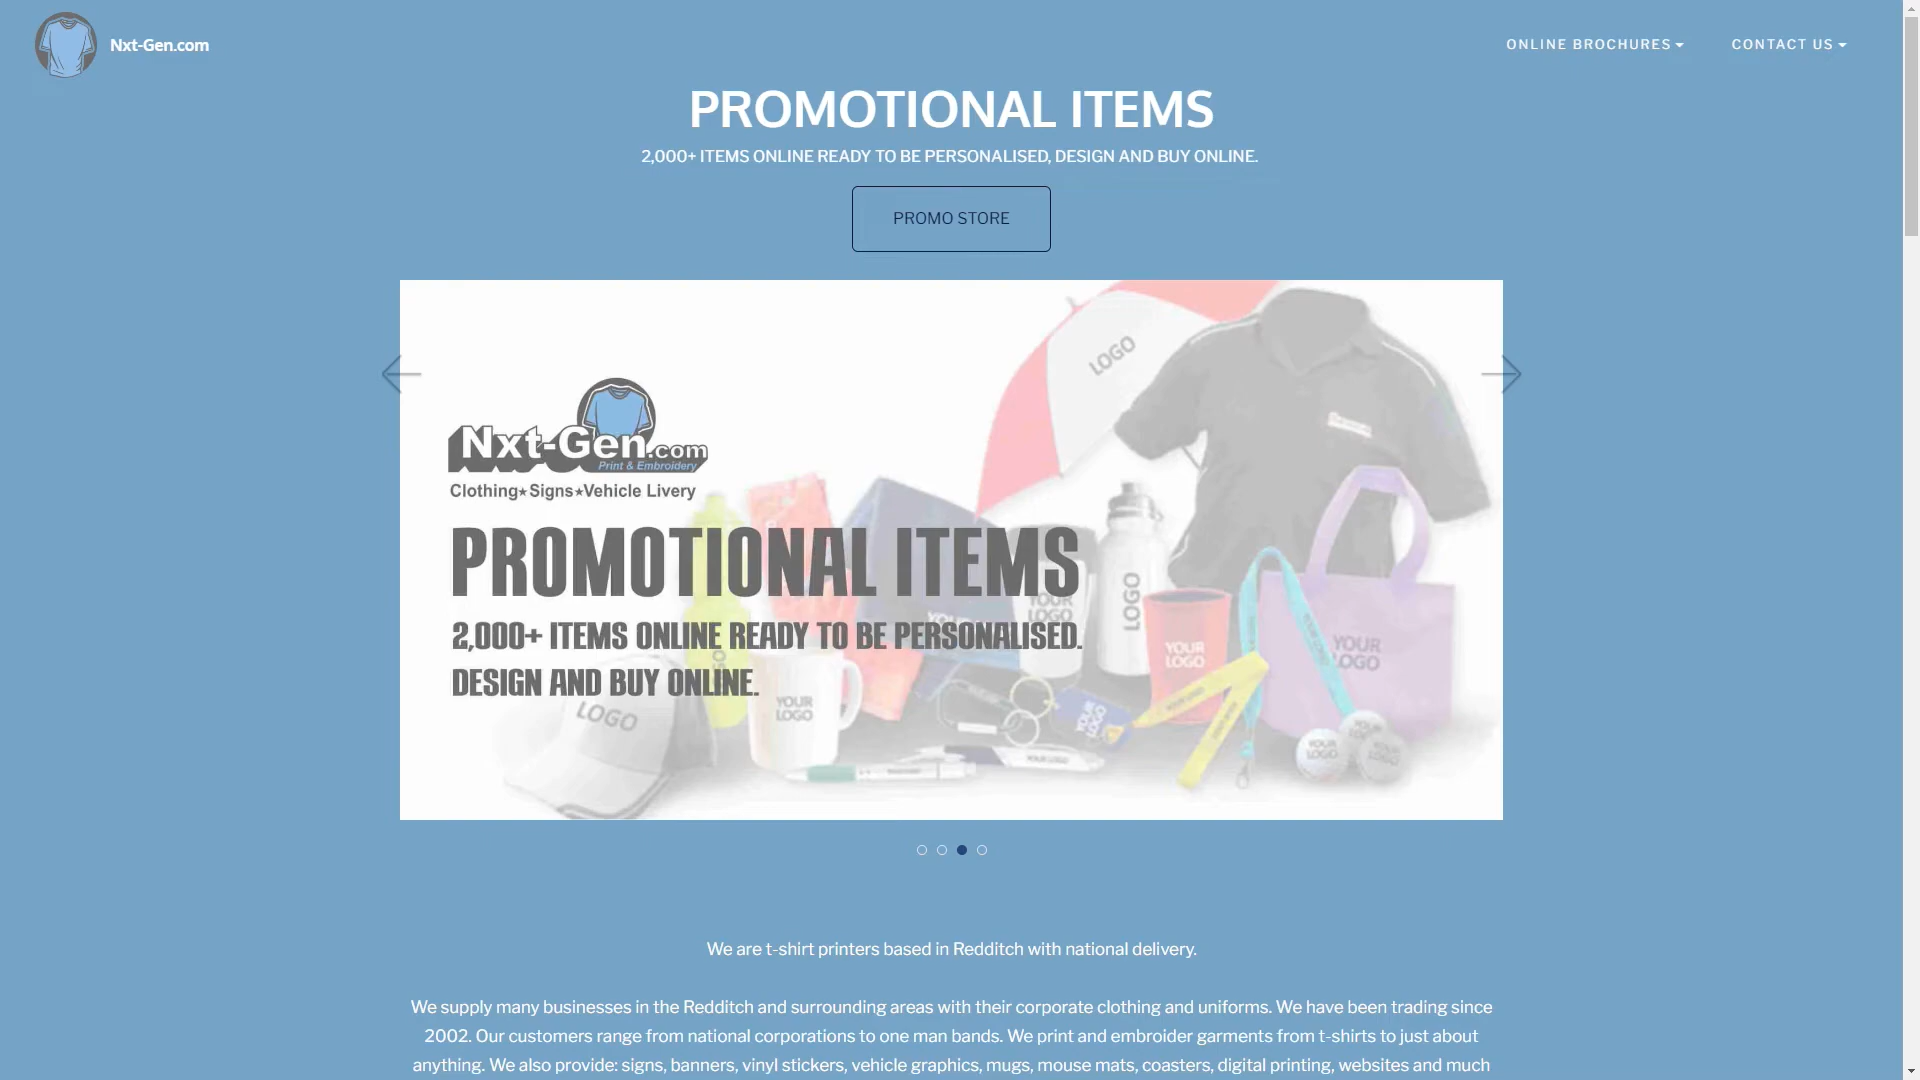 Nxt-Gen.com
ONLINE BROCHURES
CONTACT US
PROMOTIONAL ITEMS
2,000+ ITEMS ONLINE READY TO BE PERSONALISED, DESIGN AND BUY ONLINE.
PROMO STORE
LOGO
Nxt-Gen.com
Print & Embroidery
Clothing★Signs★Vehicle Livery
PROMOTIONAL ITEMS
2,000+ ITEMS ONLINE READY TO BE PERSONALISED.
DESIGN AND BUY ONLINE.
LOGO
YOUR
LOGO
YOUR
LOGO
LOGO
YOUR
LOGO
YOUR
LOGO
YOUR
LOGO
YOUR
LOGO
We are t-shirt printers based in Redditch with national delivery.
We supply many businesses in the Redditch and surrounding areas with their corporate clothing and uniforms. We have been trading since
2002. Our customers range from national corporations to one man bands. We print and embroider garments from t-shirts to just about
anything. We also provide: signs, banners, vinyl stickers, vehicle graphics, mugs, mouse mats, coasters, digital printing, websites and much